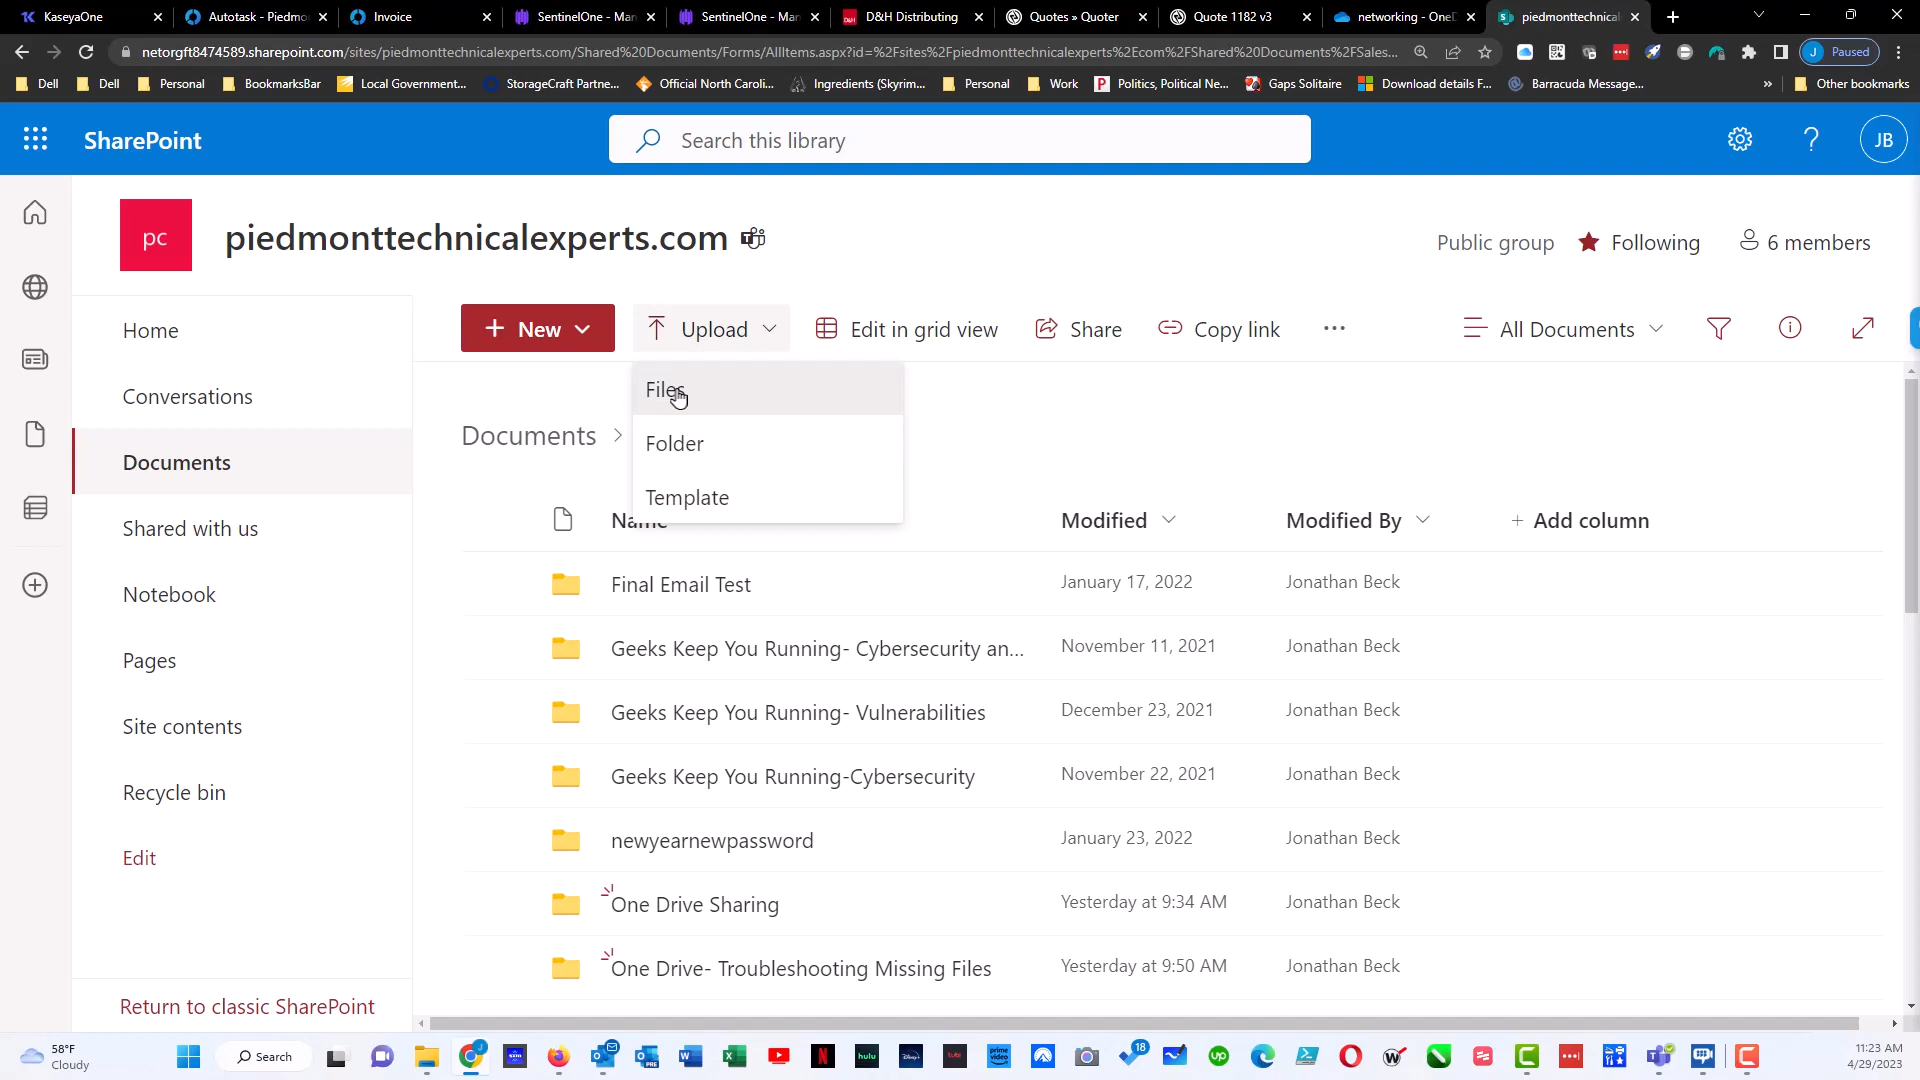 KaseyaOne
Autotask - Piedmo
Invoice
SentinelOne - Man
SentinelOne - Man
D&H Distributing
Quotes » Quoter
Quote 1182 v3
networking - OneD
piedmonttechnical
netorgft8474589.sharepoint.com/sites/piedmonttechnicalexperts.com/Shared%20Documents/Forms/AllItems.aspx?id=%2Fsites%2Fpiedmonttechnicalexperts%2Ecom%2FShared%20Documents%2FSales...
J
Paused
Dell
Dell
Personal
BookmarksBar
Local Government...
StorageCraft Partne...
Official North Caroli...
Ingredients (Skyrim...
Personal
Work
Politics, Political Ne...
Gaps Solitaire
Download details F...
Barracuda Message...
»
Other bookmarks
SharePoint
Search this library
JB
pc
piedmonttechnicalexperts.com
Public group
Following
6 members
Home
Conversations
Documents
Shared with us
Notebook
Pages
Site contents
Recycle bin
Edit
Return to classic SharePoint
New
Upload
Edit in grid view
Share
Copy link
All Documents
Files
Folder
Template
Documents
Name
Modified
Modified By
Add column
Final Email Test
January 17, 2022
Jonathan Beck
Geeks Keep You Running- Cybersecurity an...
November 11, 2021
Jonathan Beck
Geeks Keep You Running- Vulnerabilities
December 23, 2021
Jonathan Beck
Geeks Keep You Running-Cybersecurity
November 22, 2021
Jonathan Beck
newyearnewpassword
January 23, 2022
Jonathan Beck
One Drive Sharing
Yesterday at 9:34 AM
Jonathan Beck
One Drive- Troubleshooting Missing Files
Yesterday at 9:50 AM
Jonathan Beck
58°F
Cloudy
Search
hulu
18
11:23 AM
4/29/2023